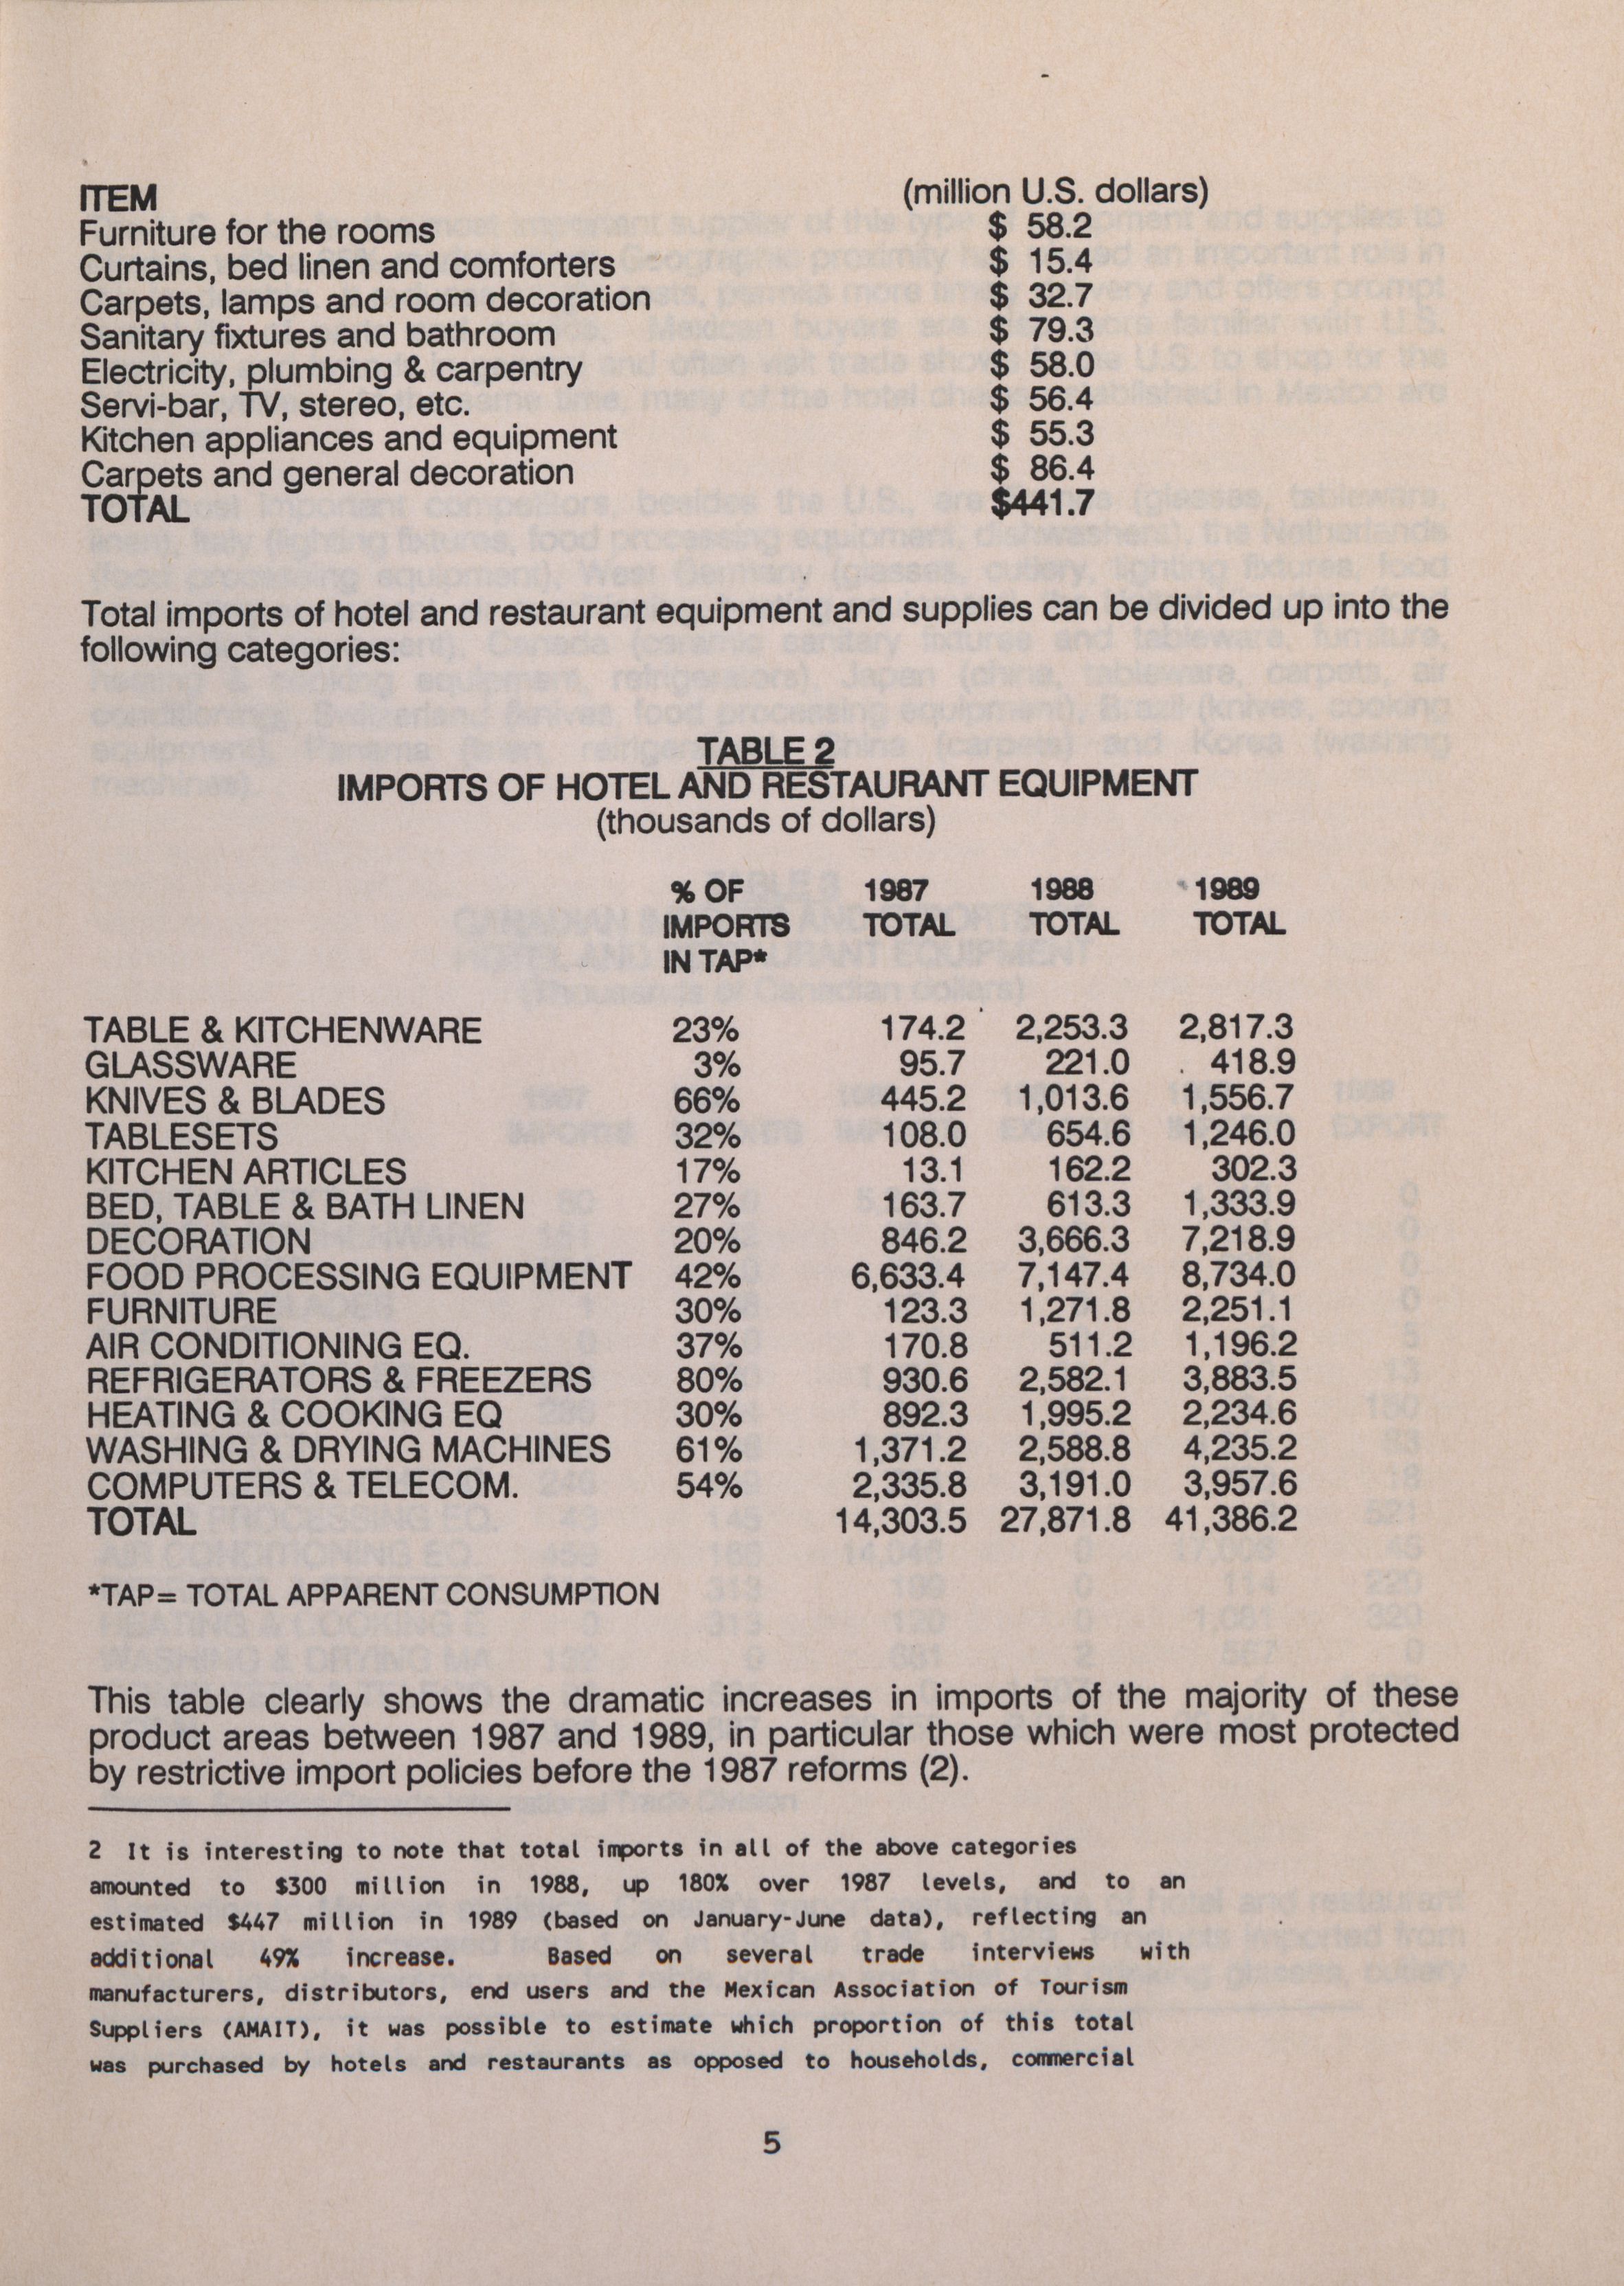 ITEM (million U.S. dollars)
Furniture for the rooms $ 58.2
Curtains, bed linen and comforters $ 15.4
Carpets, lamps and room decoration $ 32.7
Sanitary fixtures and bathroom $ 79.3
Electricity, plumbing & carpentry $ 58.0
Servi-bar, TV, stereo, etc. $ 56.4
Kitchen appliances and equipment $ 55.3
Carpets and general decoration $ 86.4
TOTAL $441.7
Total imports of hotel and restaurant equipment and supplies can be divided up into the
following categories:
TABLE 2
IMPORTS OF HOTEL AND RESTAURANT EQUIPMENT
(thousands of dollars)
% OF 1987 1988 1989
IMPORTS TOTAL TOTAL TOTAL
IN TAP*
TABLE & KITCHENWARE 23% 174.2 2,253.3 2,817.3
GLASSWARE 3% 95.7 221.0 418.9
KNIVES & BLADES 66% 445.2 1,013.6 1,556.7
TABLESETS 32% 108.0 654.6 1,246.0
KITCHEN ARTICLES 17% 13.1 162.2 302.3
BED, TABLE & BATH LINEN 27% 163.7 613.3 1,333.9
DECORATION 20% 846.2 3,666.3 7,218.9
FOOD PROCESSING EQUIPMENT 42% 6,633.4 7,147.4 8,734.0
FURNITURE 30% 123.3 1,271.8 2,251.1
AIR CONDITIONING EQ. 37% 170.8 511.2 1,196.2
REFRIGERATORS & FREEZERS 80% 930.6 2,582.1 3,883.5
HEATING & COOKING EQ 30% 892.3 1,995.2 2,234.6
WASHING & DRYING MACHINES 61% 1,371.2 2,588.8 4,235.2
COMPUTERS & TELECOM. 54% 2,335.8 3,191.0 3,957.6
TOTAL 14,303.5 27,871.8 41,386.2
*TAP= TOTAL APPARENT CONSUMPTION
This table clearly shows the dramatic increases in imports of the majority of these
product areas between 1987 and 1989, in particular those which were most protected
by restrictive import policies before the 1987 reforms (2).
2 It is interesting to note that total imports in all of the above categories
amounted to $300 million in 1988, up 180% over 1987 levels, and to an
estimated $447 million in 1989 (based on January-June data), reflecting an
additional 49% increase. Based on several trade interviews with
manufacturers, distributors, end users and the Mexican Association of Tourism
Suppliers (AMAIT), it was possible to estimate which proportion of this total
was purchased by hotels and restaurants as opposed to households, commercial
5